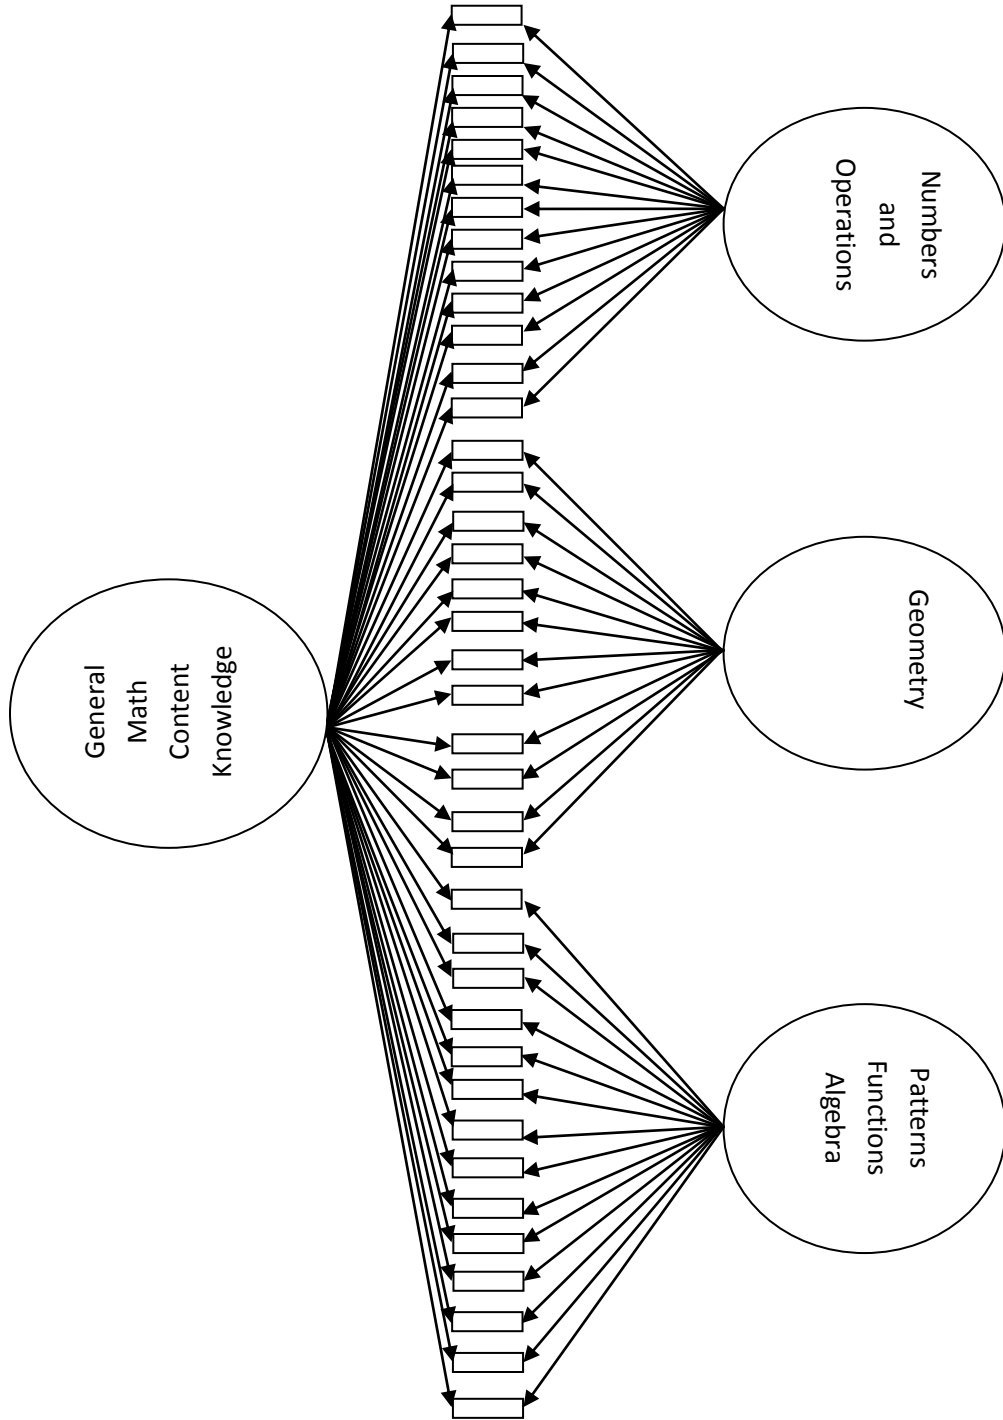 Numbers
and
Operations
Geometry
Patterns
Functions
Algebra
General
Math
Content
Knowledge